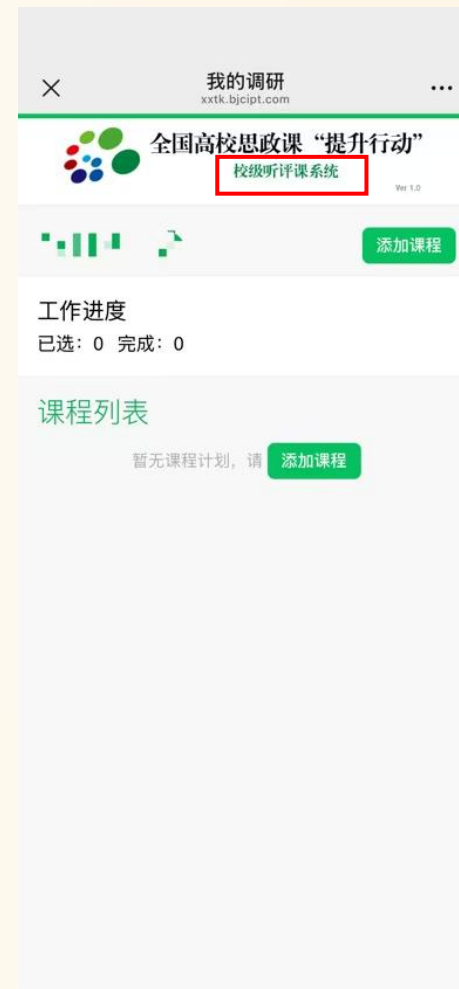 我的调研
xxtk.bjcipt.com
全国高校思政课“提升行动”
校级听评课系统
Ver 1.0
添加课程
工作进度
已选：0 完成：0
课程列表
暂无课程计划，请 添加课程